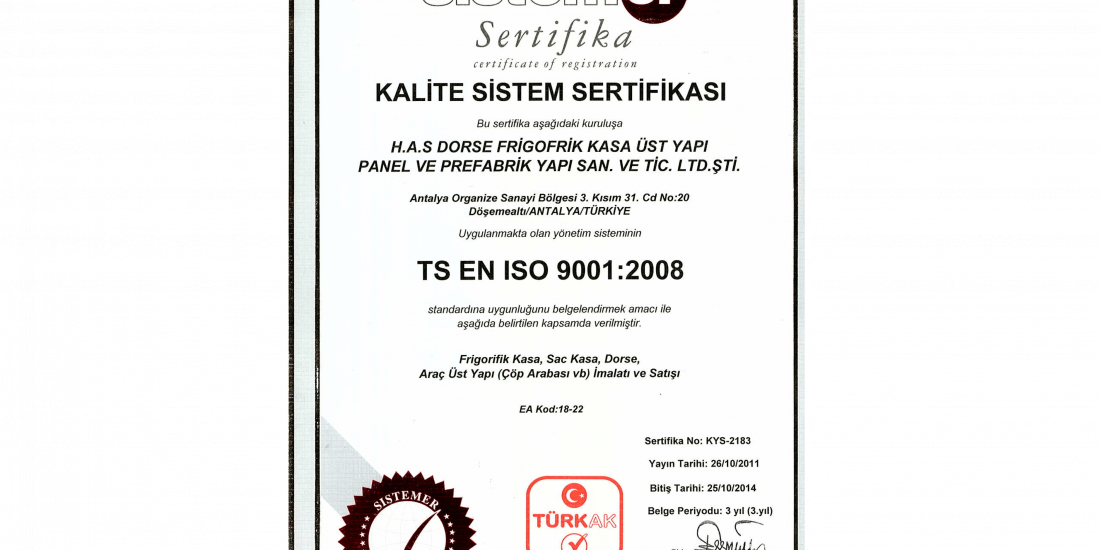 Sertifika
certificate of registration
KALİTE SİSTEM SERTİFİKASI
Bu sertifika aşağıdaki kuruluşa
H.A.S DORSE FRİGOFRİK KASA ÜST YAPI
PANEL VE PREFABRİK YAPI SAN. VE TİC. LTD.ŞTİ.
Antalya Organize Sanayi Bölgesi 3. Kısım 31. Cd No:20
Döşemealtı/ANTALYA/TÜRKİYE
Uygulanmakta olan yönetim sisteminin
TS EN ISO 9001:2008
standardına uygunluğunu belgelendirmek amacı ile
aşağıda belirtilen kapsamda verilmiştir.
Frigorifik Kasa, Sac Kasa, Dorse,
Araç Üst Yapı (Çöp Arabası vb) İmalatı ve Satışı
EA Kod:18-22
Sertifika No: KYS-2183
Yayın Tarihi: 26/10/2011
Bitiş Tarihi: 25/10/2014
Belge Periyodu: 3 yıl (3.yıl)
SISTEMER
TÜRKAK